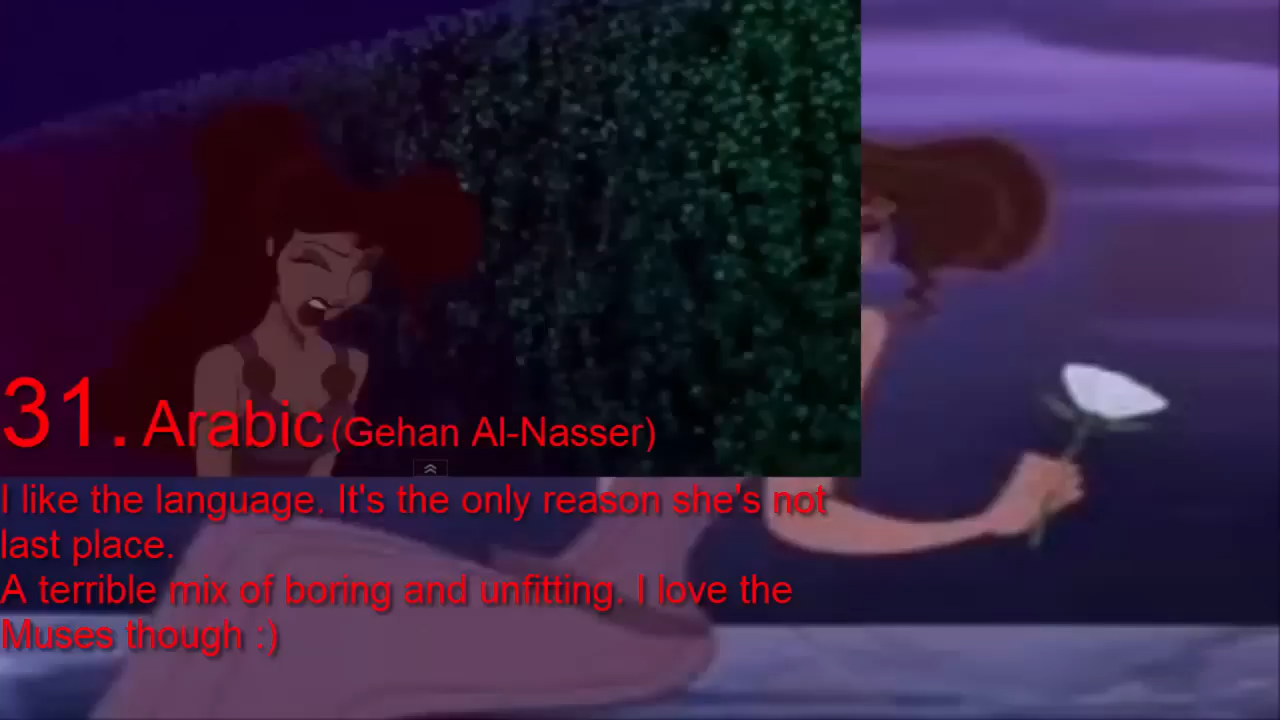 31. Arabic (Gehan Al-Nasser)
I like the language. It's the only reason she's not
last place.
A terrible mix of boring and unfitting. I love the
Muses though :)